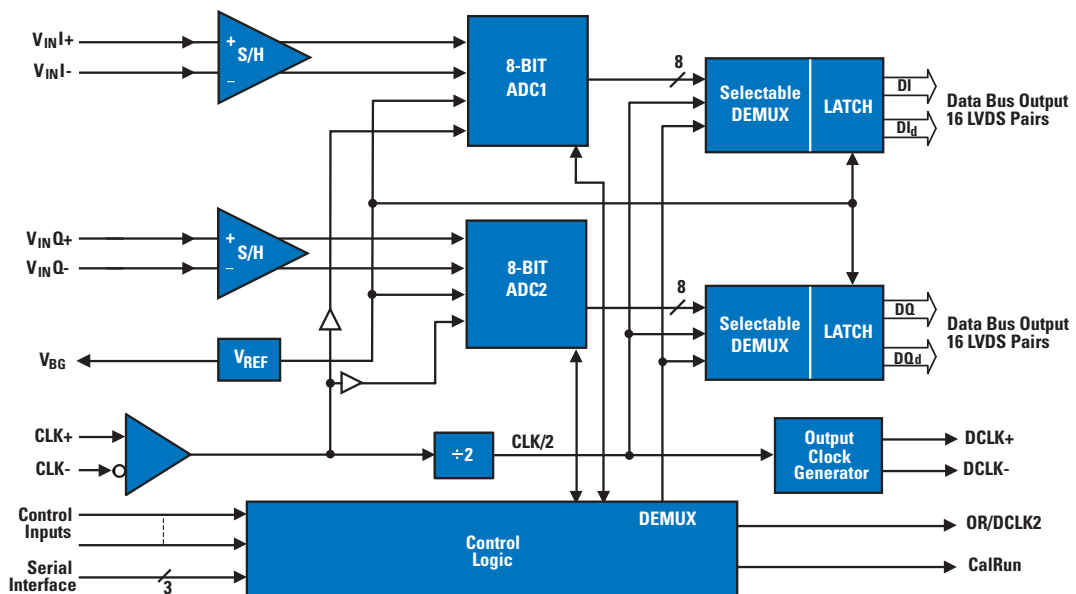 VINI+
VINI-
+
S/H
−
8-BIT
ADC1
8
Selectable
DEMUX
LATCH
DI
DId
Data Bus Output
16 LVDS Pairs
VINQ+
VINQ-
+
S/H
−
8-BIT
ADC2
8
Selectable
DEMUX
LATCH
DQ
DQd
Data Bus Output
16 LVDS Pairs
VBG
VREF
CLK+
CLK-
÷2
CLK/2
Output
Clock
Generator
DCLK+
DCLK-
Control
Inputs
Serial
Interface
3
DEMUX
Control
Logic
OR/DCLK2
CalRun